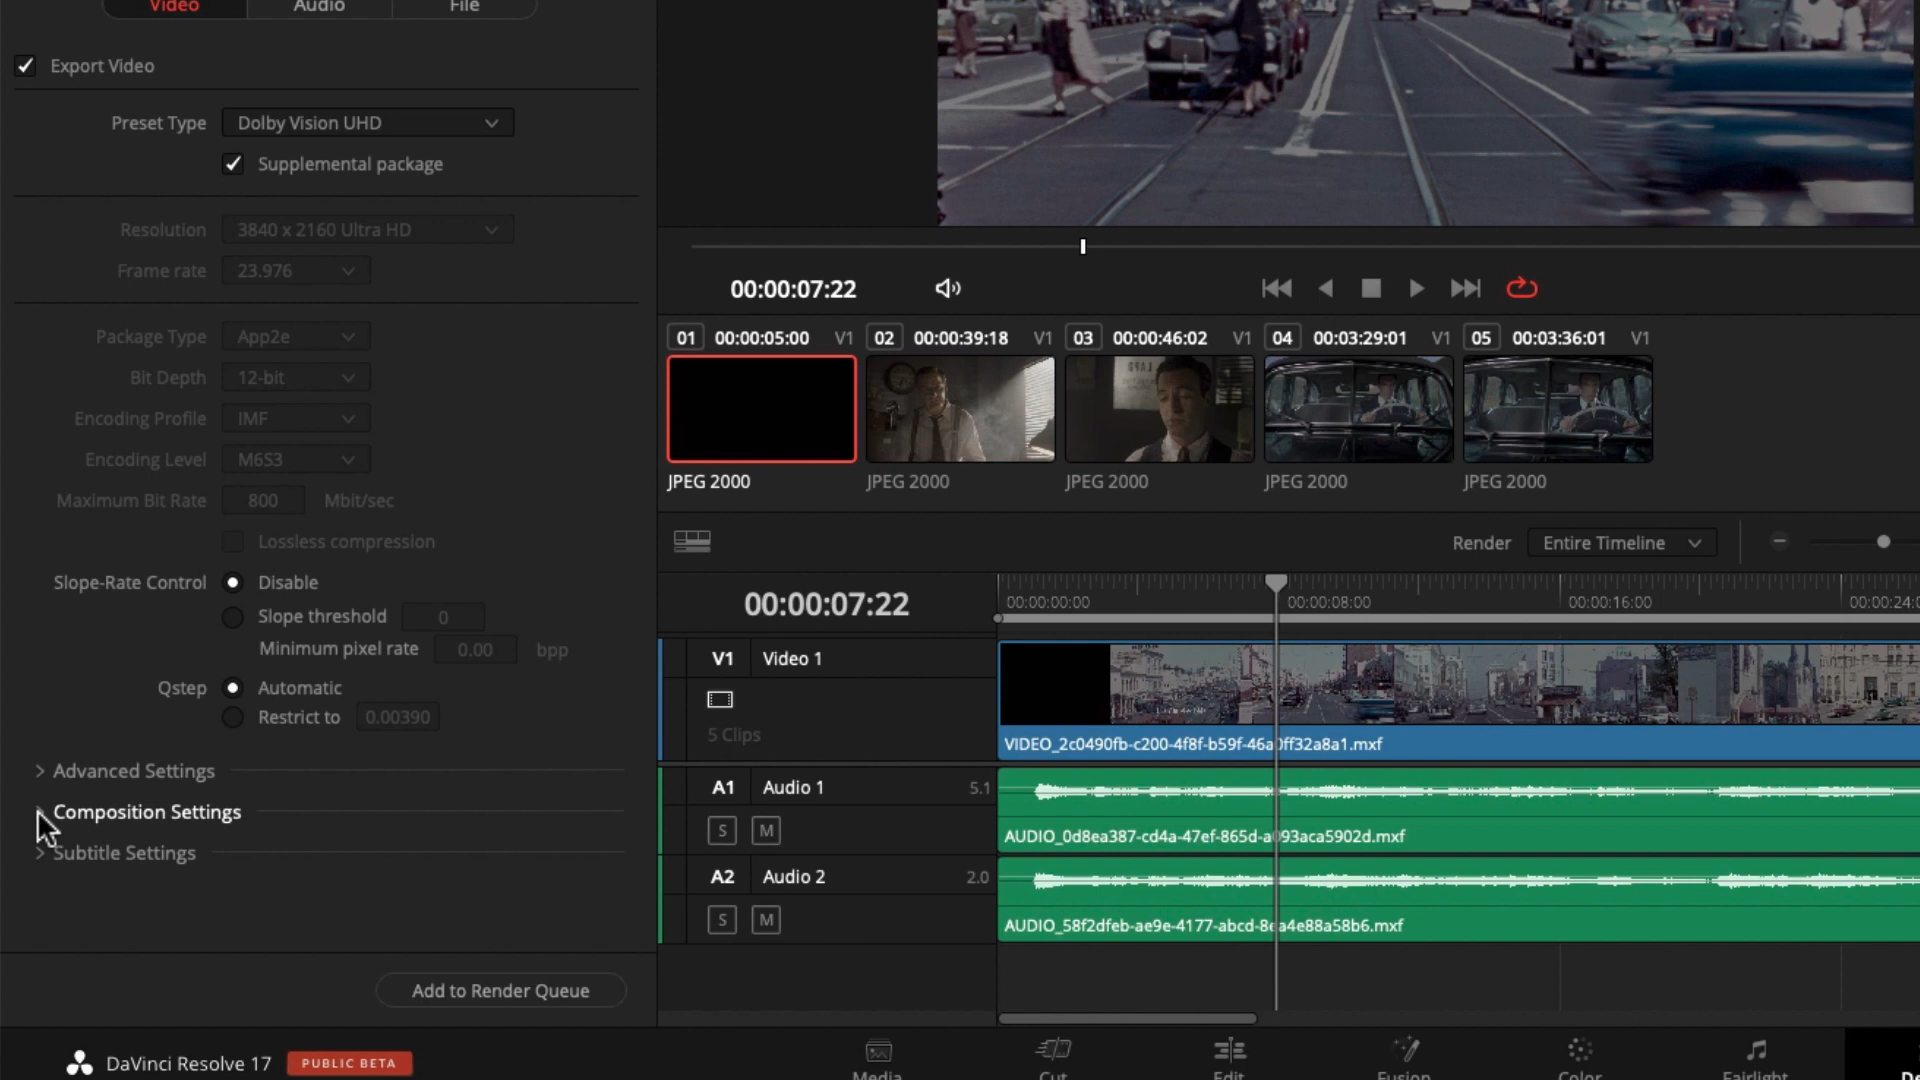 Video Audio File
Export Video
Preset Type Dolby Vision UHD
Supplemental package
Resolution 3840 x 2160 Ultra HD
Frame rate 23.976
Package Type App2e
Bit Depth 12-bit
Encoding Profile IMF
Encoding Level M6S3
Maximum Bit Rate 800 Mbit/sec
Lossless compression
Slope-Rate Control Disable
Slope threshold 0
Minimum pixel rate 0.00 bpp
Qstep Automatic
Restrict to 0.00390
Advanced Settings
Composition Settings
Subtitle Settings
Add to Render Queue
00:00:07:22
01 00:00:05:00 V1 02 00:00:39:18 V1 03 00:00:46:02 V1 04 00:03:29:01 V1 05 00:03:36:01 V1
JPEG 2000 JPEG 2000 JPEG 2000 JPEG 2000 JPEG 2000
Render Entire Timeline
00:00:07:22
00:00:00:00 00:00:08:00 00:00:16:00 00:00:24:
V1 Video 1
5 Clips
VIDEO_2c0490fb-c200-4f8f-b59f-46a0ff32a8a1.mxf
A1 Audio 1 5.1
S M
AUDIO_0d8ea387-cd4a-47ef-865d-a093aca5902d.mxf
A2 Audio 2 2.0
S M
AUDIO_58f2dfeb-ae9e-4177-abcd-8ea4e88a58b6.mxf
DaVinci Resolve 17 PUBLIC BETA
Media Cut Edit Fusion Color Fairlight